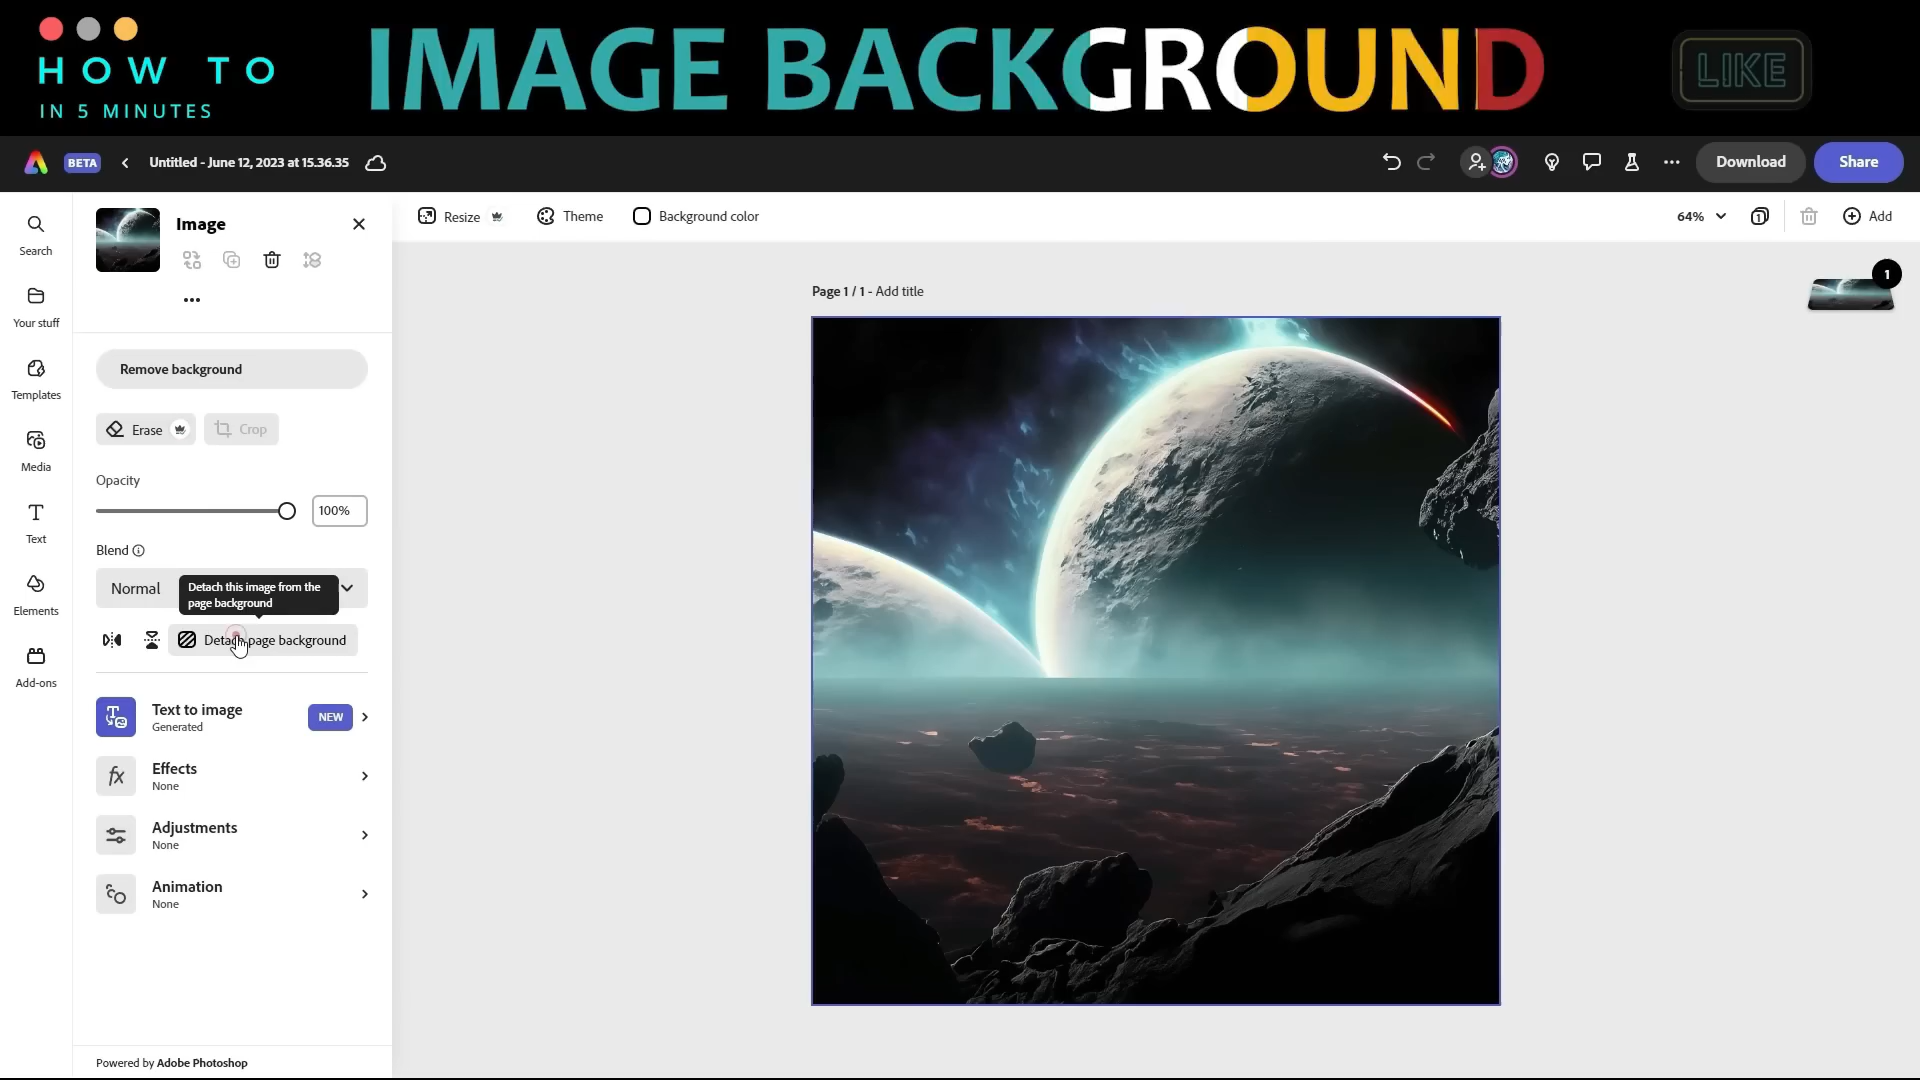 HOW TO
IN 5 MINUTES
IMAGE BACKGROUND
LIKE
BETA
Untitled - June 12, 2023 at 15.36.35
Download
Share
Search
Your stuff
Templates
Media
Text
Elements
Add-ons
Image
Resize
Theme
Background color
64%
1
Add
Page 1 / 1 - Add title
1
Remove background
Erase
Crop
Opacity
100%
Blend
Normal
Detach this image from the
page background
Detach page background
Text to image
Generated
NEW
Effects
None
Adjustments
None
Animation
None
Powered by Adobe Photoshop